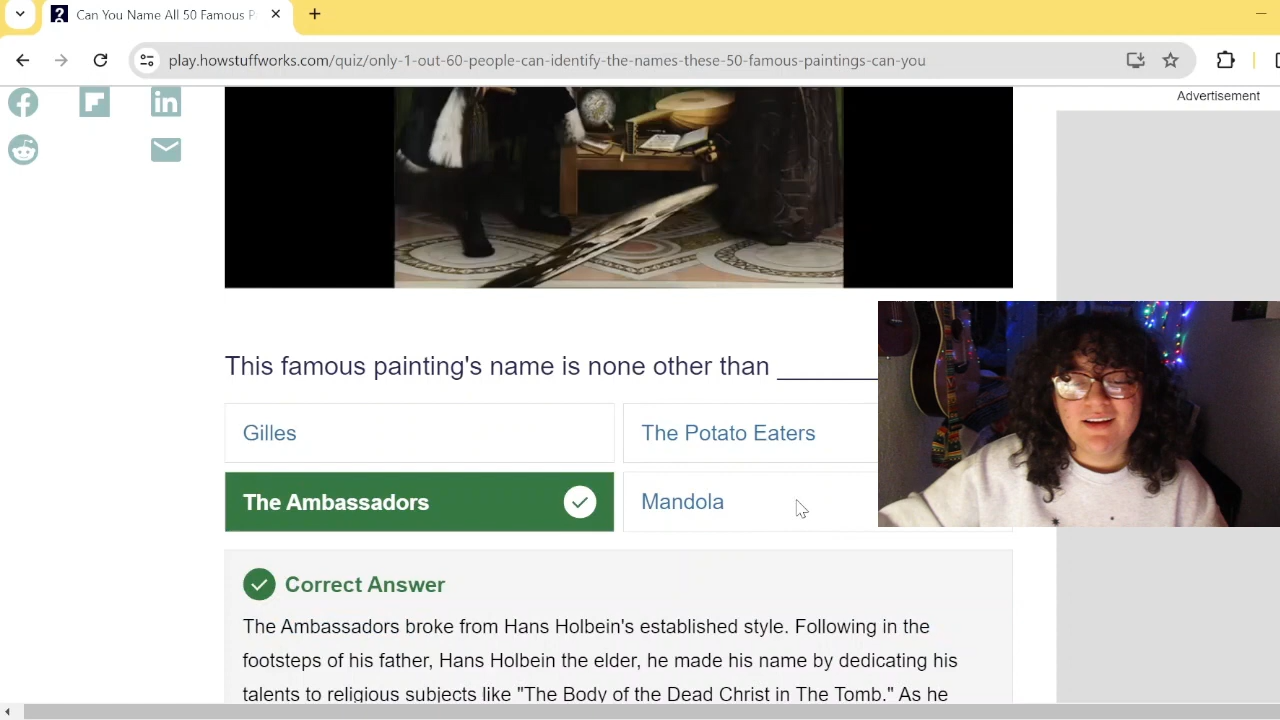 Can You Name All 50 Famous P
play.howstuffworks.com/quiz/only-1-out-60-people-can-identify-the-names-these-50-famous-paintings-can-you
Advertisement
This famous painting's name is none other than ________
Gilles
The Potato Eaters
The Ambassadors
Mandola
Correct Answer
The Ambassadors broke from Hans Holbein's established style. Following in the
footsteps of his father, Hans Holbein the elder, he made his name by dedicating his
talents to religious subjects like "The Body of the Dead Christ in The Tomb." As he